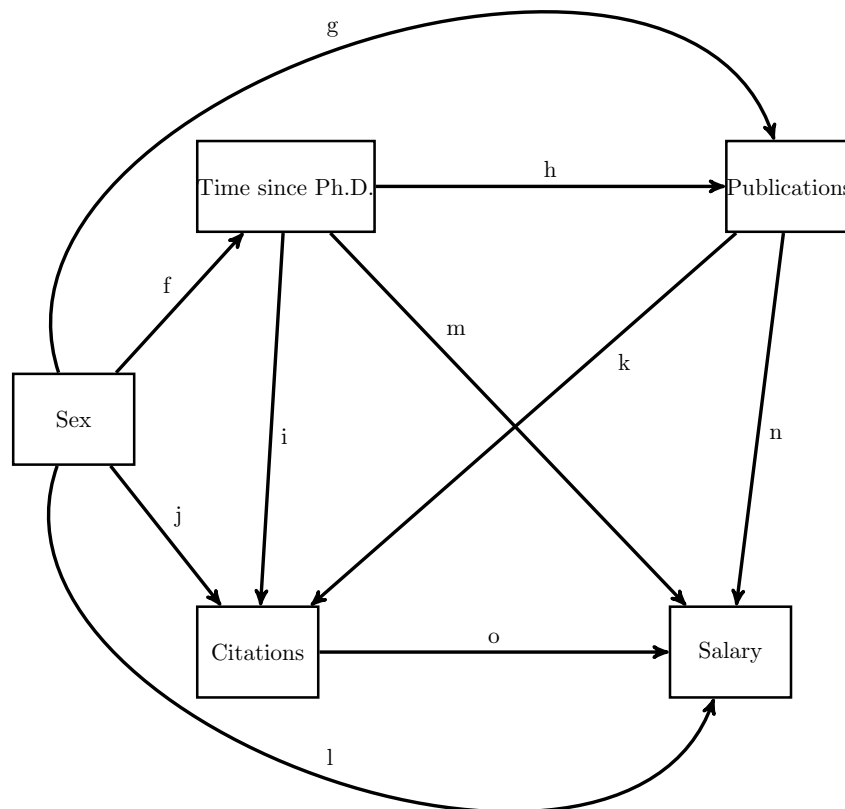 g
Time since Ph.D.
h
Publications
f
m
k
Sex
i
n
j
Citations
o
Salary
l